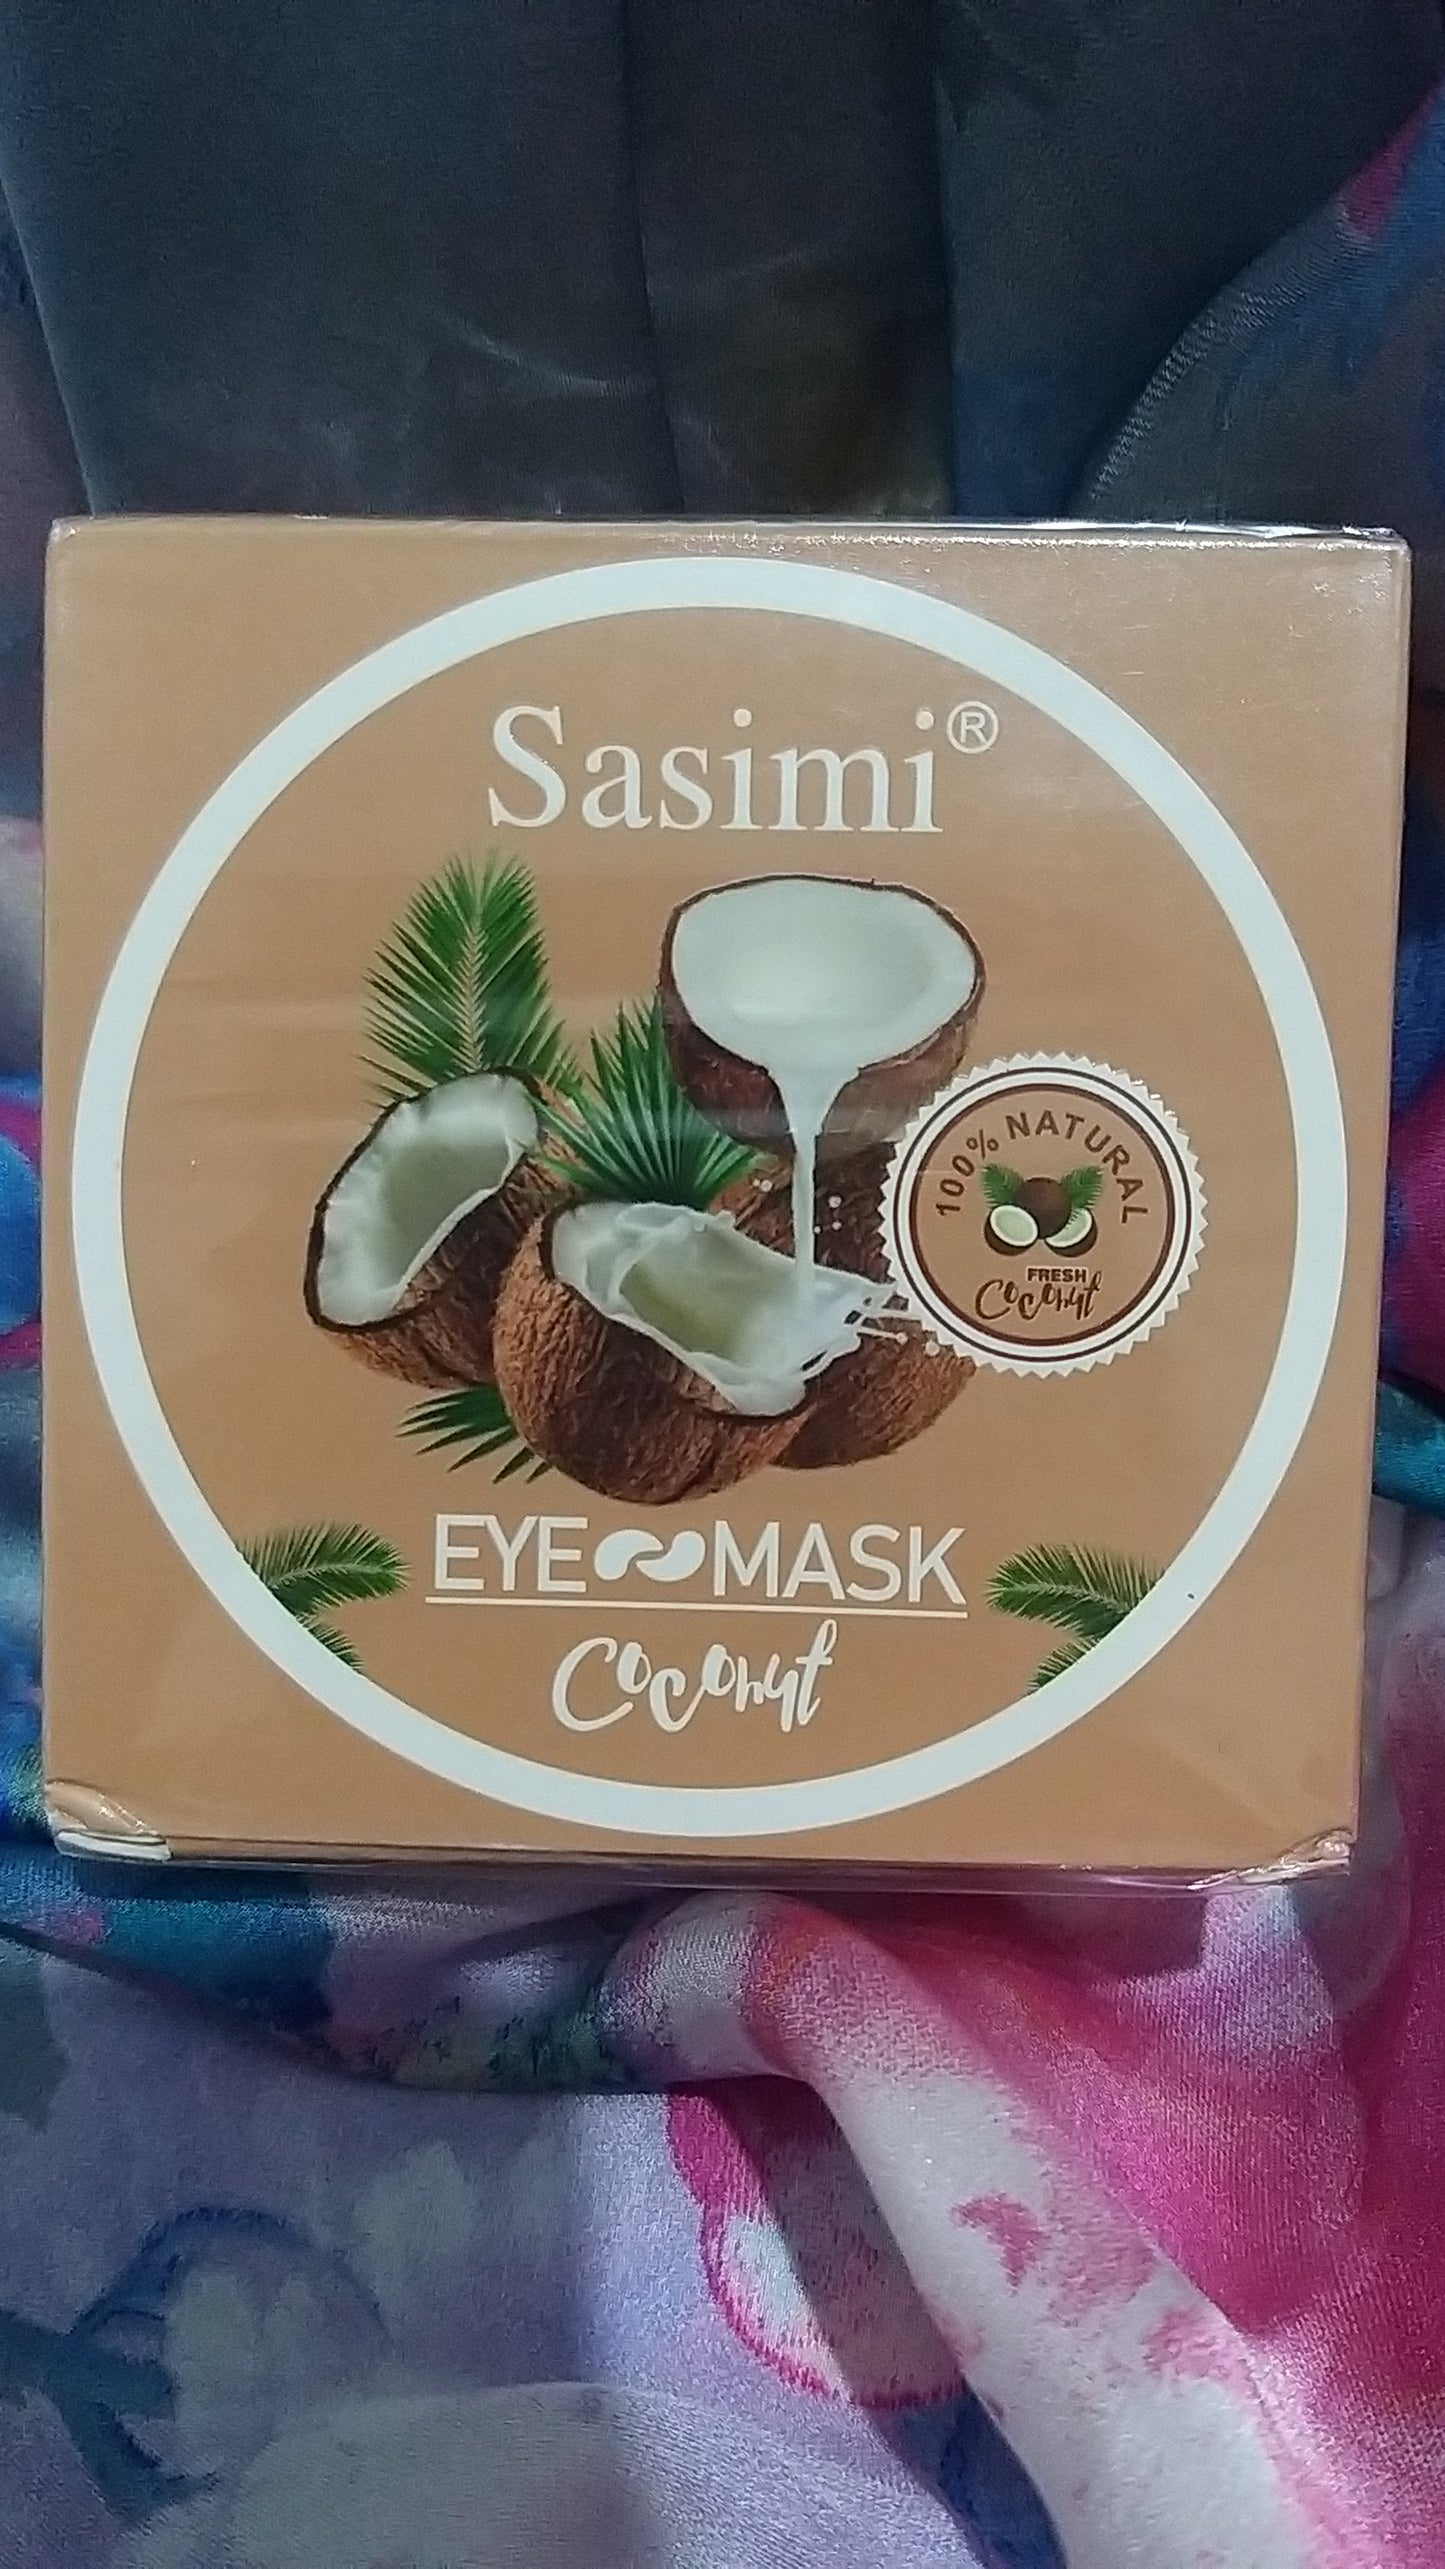 Sasimi®
100% NATURAL
FRESH
Coconut
EYE MASK
Coconut